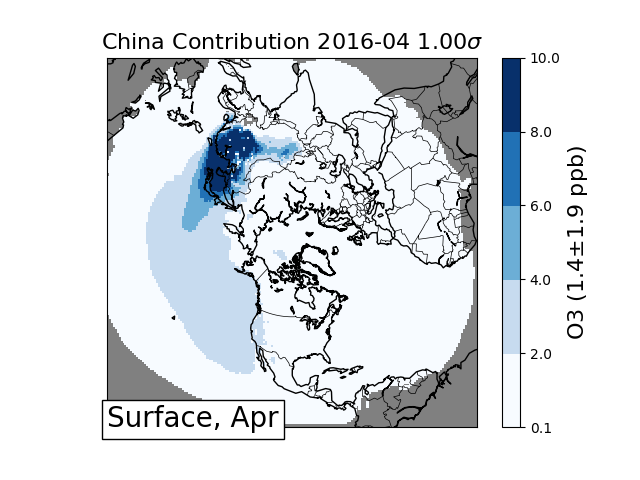 China Contribution 2016-04 1.00σ
10.0
8.0
6.0
4.0
2.0
0.1
O3 (1.4±1.9 ppb)
Surface, Apr